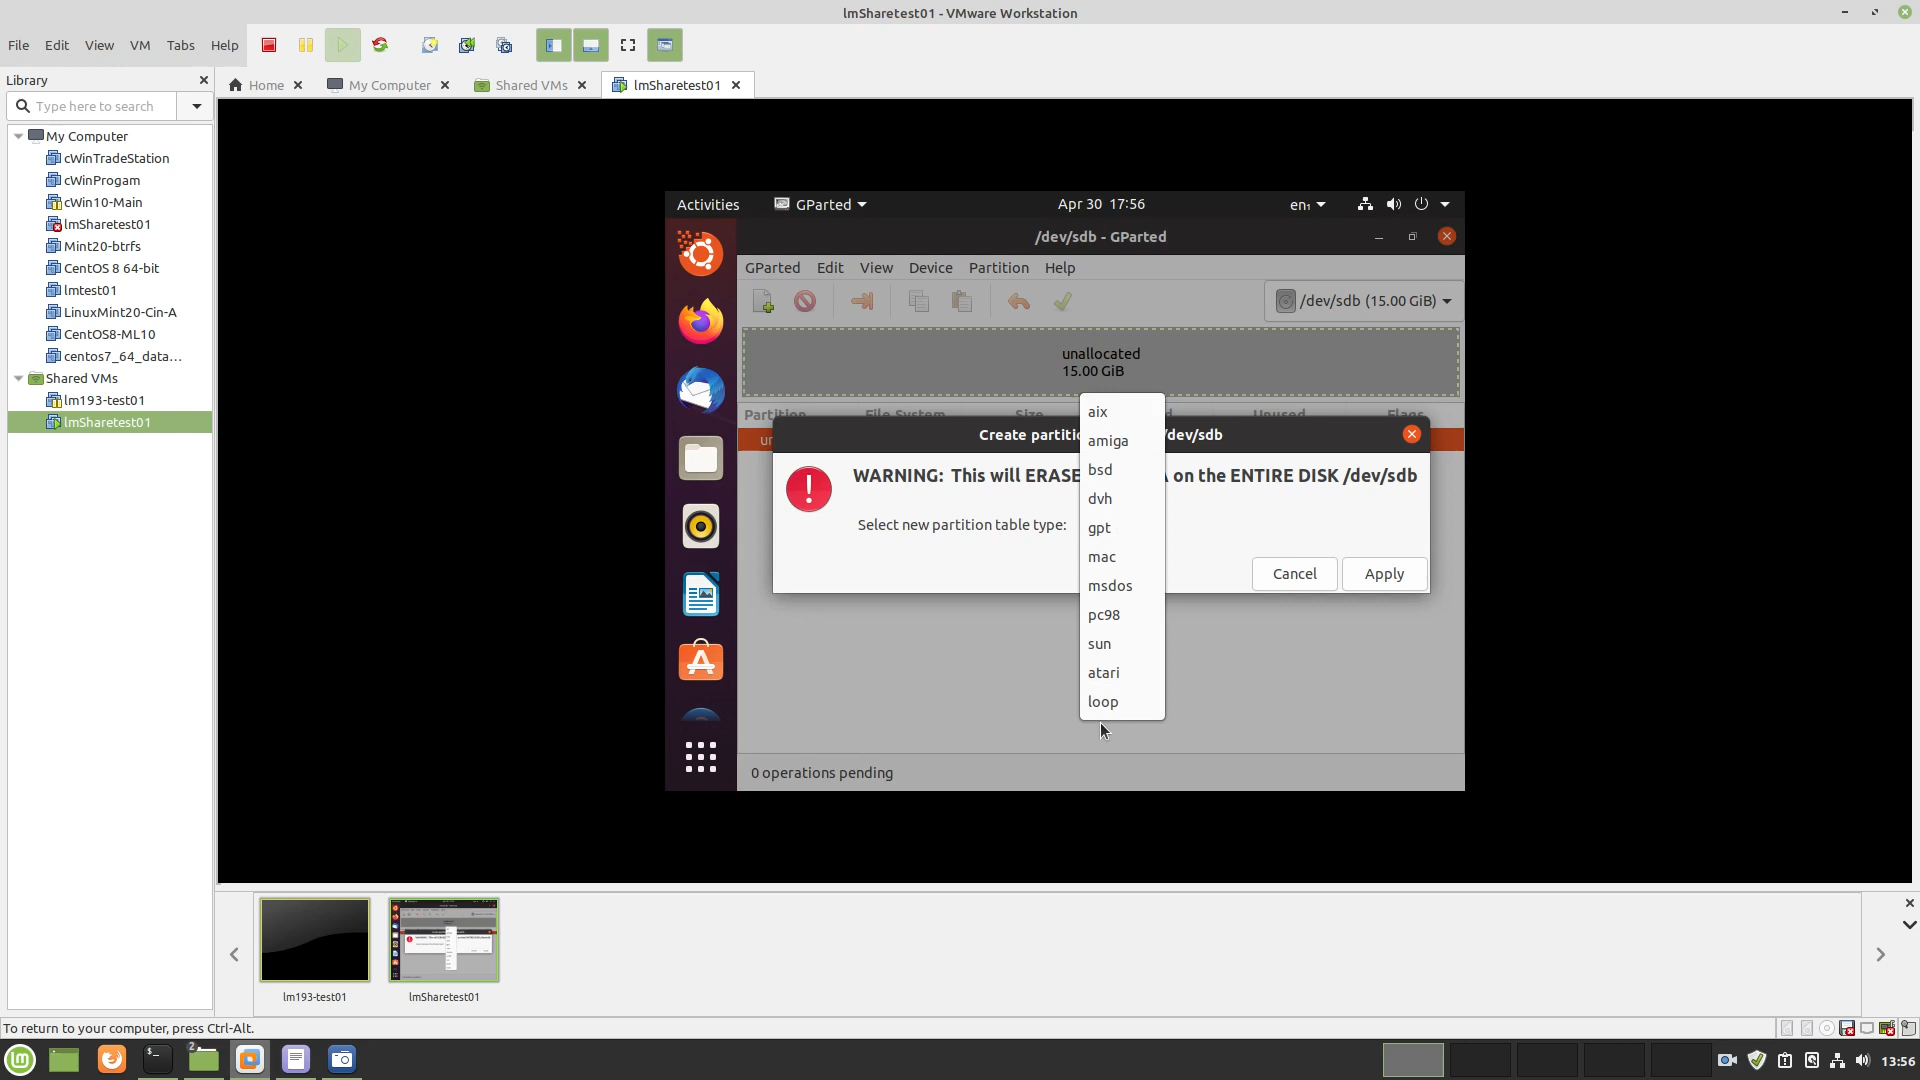 lmSharetest01 - VMware Workstation
File Edit View VM Tabs Help
Library
Type here to search
Home
My Computer
Shared VMs
lmSharetest01
My Computer
cWinTradeStation
cWinProgam
cWin10-Main
lmSharetest01
Mint20-btrfs
CentOS 8 64-bit
lmtest01
LinuxMint20-Cin-A
CentOS8-ML10
centos7_64_data...
Shared VMs
lm193-test01
lmSharetest01
Activities GParted Apr 30 17:56 en₁
/dev/sdb - GParted
GParted Edit View Device Partition Help
/dev/sdb (15.00 GiB)
unallocated
15.00 GiB
Partition File System Size Unused Flags
Create partitio /dev/sdb
WARNING: This will ERASE A on the ENTIRE DISK /dev/sdb
Select new partition table type:
aix
amiga
bsd
dvh
gpt
mac
msdos
pc98
sun
atari
loop
Cancel Apply
0 operations pending
lm193-test01
lmSharetest01
To return to your computer, press Ctrl-Alt.
2
13:56